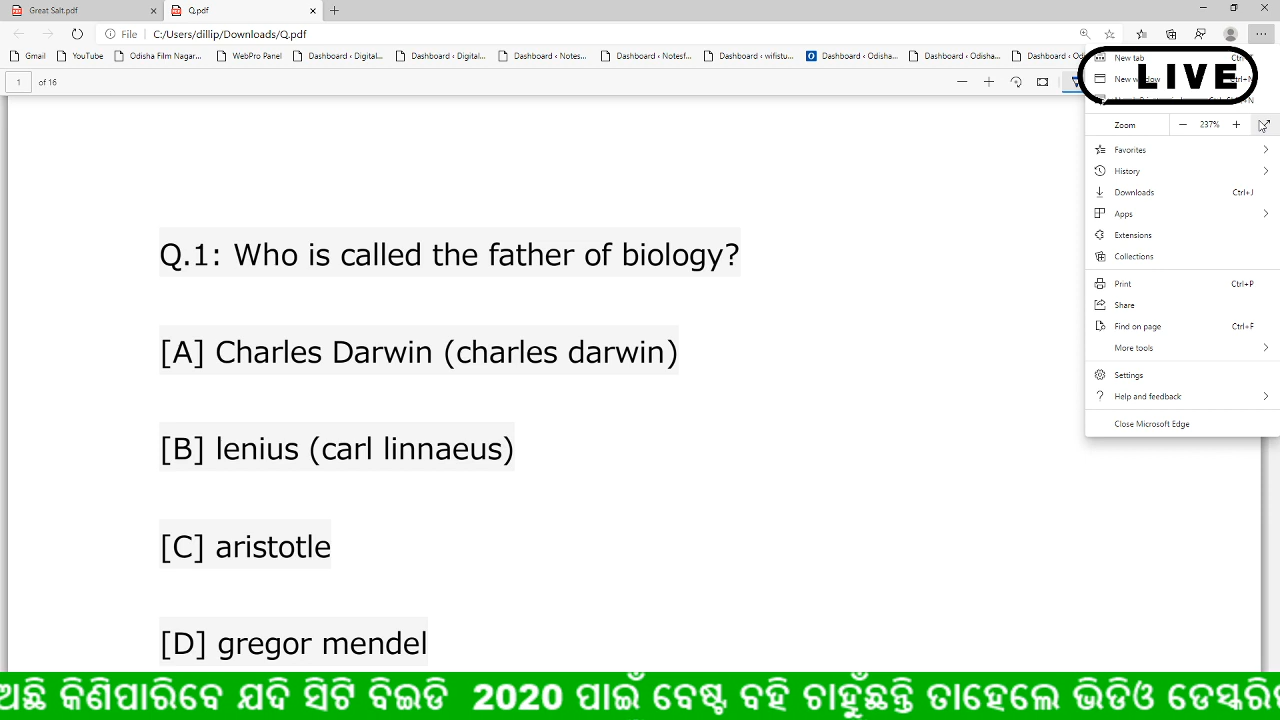 Great Salt.pdf
Q.pdf
File C:/Users/dillip/Downloads/Q.pdf
Gmail YouTube Odisha Film Nagar... WebPro Panel Dashboard ‹ Digital... Dashboard ‹ Digital... Dashboard ‹ Notes... Dashboard ‹ Notesf... Dashboard ‹ wifistu... Dashboard ‹ Odisha... Dashboard ‹ Odisha...
1 of 16
LIVE
New tab
Zoom 237%
Favorites
History
Downloads Ctrl+J
Apps
Extensions
Collections
Print Ctrl+P
Share
Find on page Ctrl+F
More tools
Settings
Help and feedback
Close Microsoft Edge
Q.1: Who is called the father of biology?
[A] Charles Darwin (charles darwin)
[B] lenius (carl linnaeus)
[C] aristotle
[D] gregor mendel
ଅଛି କିଣିପାରିବେ ଯଦି ସିଟି ବିଇଡି 2020 ପାଇଁ ବେଷ୍ଟ ବହି ଚାହୁଁଛନ୍ତି ତାହେଲେ ଭିଡିଓ